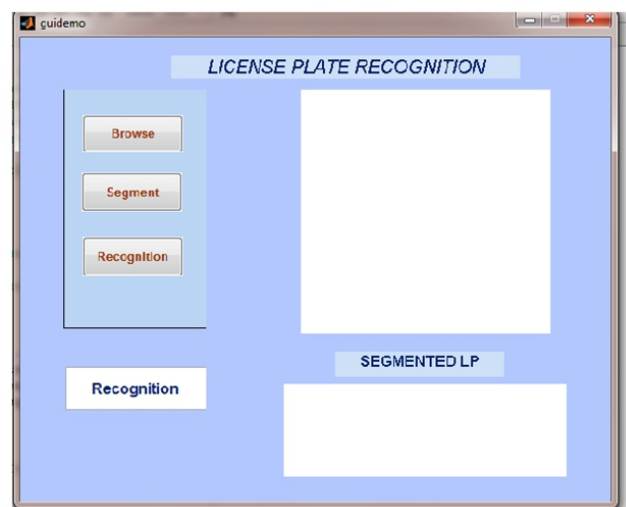 guidemo
LICENSE PLATE RECOGNITION
Browse
Segment
Recognition
SEGMENTED LP
Recognition